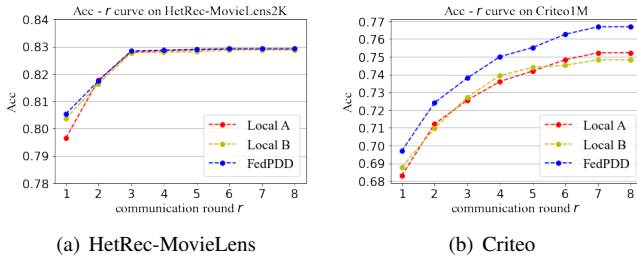 Acc - r curve on HetRec-MovieLens2K
Acc
0.84
0.83
0.82
0.81
0.80
0.79
0.78
Local A
Local B
FedPDD
1 2 3 4 5 6 7 8
communication round r
(a) HetRec-MovieLens
Acc - r curve on Criteo1M
Acc
0.77
0.76
0.75
0.74
0.73
0.72
0.71
0.70
0.69
0.68
Local A
Local B
FedPDD
1 2 3 4 5 6 7 8
communication round r
(b) Criteo